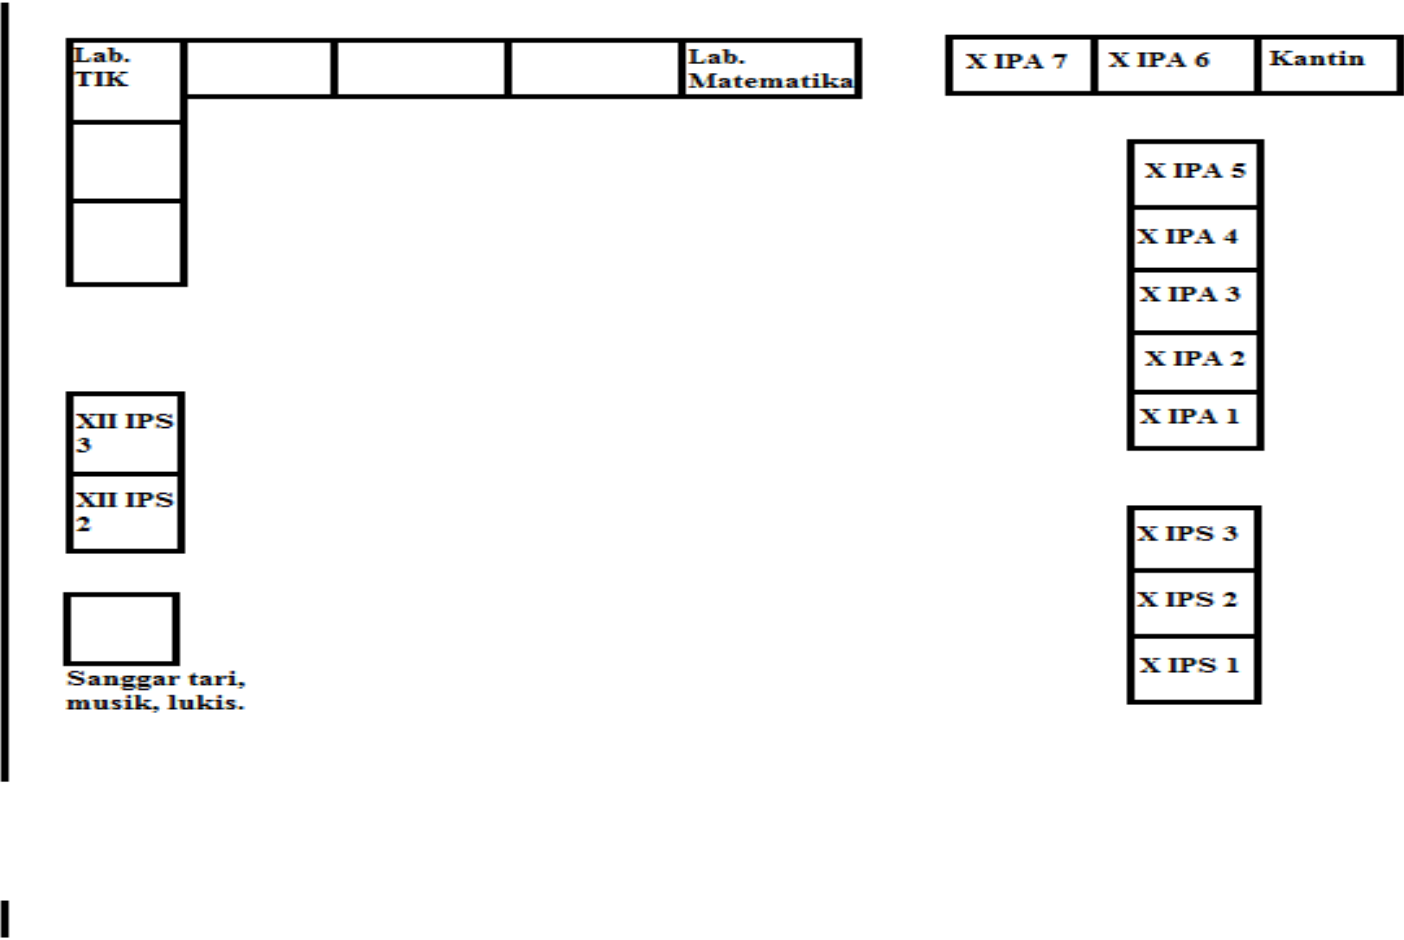 Lab.
TIK
Lab.
Matematika
X IPA 7
X IPA 6
Kantin
X IPA 5
X IPA 4
X IPA 3
X IPA 2
X IPA 1
XII IPS
3
XII IPS
2
X IPS 3
X IPS 2
X IPS 1
Sanggar tari,
musik, lukis.